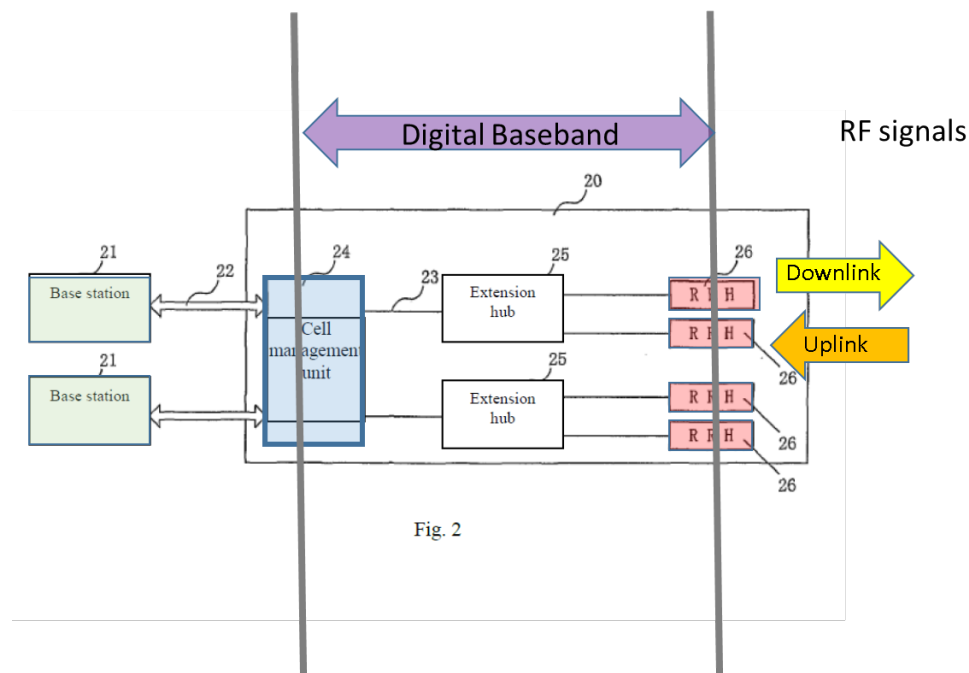 Digital Baseband
RF signals
20
21
22
24
23
25
26
Base station
Extension
hub
R R H
Downlink
R R H
Uplink
Cell
management
unit
26
21
25
Base station
Extension
hub
R R H
26
R R H
26
Fig. 2